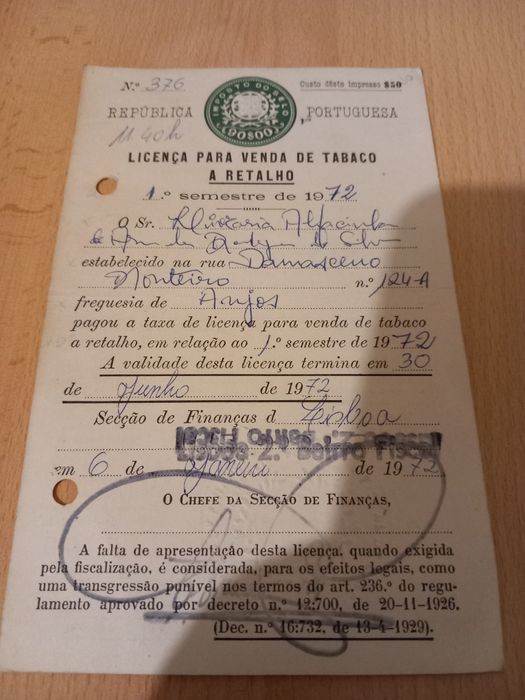 N.º 376
Custo dêste impresso $50
IMPOSTO DO SELO
90$00
REPÚBLICA PORTUGUESA
11.40h
LICENÇA PARA VENDA DE TABACO
A RETALHO
1.º semestre de 1972
O Sr. Alfacinha
de da Silva
estabelecido na rua Damasceno
Monteiro n.º 124-A
freguesia de Anjos
pagou a taxa de licença para venda de tabaco
a retalho, em relação ao 1.º semestre de 1972
A validade desta licença termina em 30
de Junho de 1972
Secção de Finanças d Lisboa
em 6 de Janeiro de 1972
O CHEFE DA SECÇÃO DE FINANÇAS,
A falta de apresentação desta licença, quando exigida
pela fiscalização, é considerada, para os efeitos legais, como
uma transgressão punível nos termos do art. 236.º do regu-
lamento aprovado por decreto n.º 12:700, de 20-11-1926.
(Dec. n.º 16:732, de 13-4-1929).